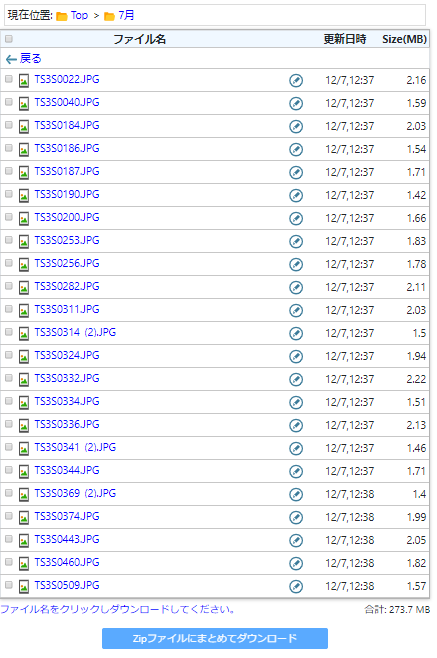 現在位置: Top > 7月
ファイル名 更新日時 Size(MB)
戻る
TS3S0022.JPG 12/7,12:37 2.16
TS3S0040.JPG 12/7,12:37 1.59
TS3S0184.JPG 12/7,12:37 2.03
TS3S0186.JPG 12/7,12:37 1.54
TS3S0187.JPG 12/7,12:37 1.71
TS3S0190.JPG 12/7,12:37 1.42
TS3S0200.JPG 12/7,12:37 1.66
TS3S0253.JPG 12/7,12:37 1.83
TS3S0256.JPG 12/7,12:37 1.78
TS3S0282.JPG 12/7,12:37 2.11
TS3S0311.JPG 12/7,12:37 2.03
TS3S0314 (2).JPG 12/7,12:37 1.5
TS3S0324.JPG 12/7,12:37 1.94
TS3S0332.JPG 12/7,12:37 2.22
TS3S0334.JPG 12/7,12:37 1.51
TS3S0336.JPG 12/7,12:37 2.13
TS3S0341 (2).JPG 12/7,12:37 1.46
TS3S0344.JPG 12/7,12:37 1.71
TS3S0369 (2).JPG 12/7,12:38 1.4
TS3S0374.JPG 12/7,12:38 1.99
TS3S0443.JPG 12/7,12:38 2.05
TS3S0460.JPG 12/7,12:38 1.82
TS3S0509.JPG 12/7,12:38 1.57
ファイル名をクリックしダウンロードしてください。 合計: 273.7 MB
Zipファイルにまとめてダウンロード